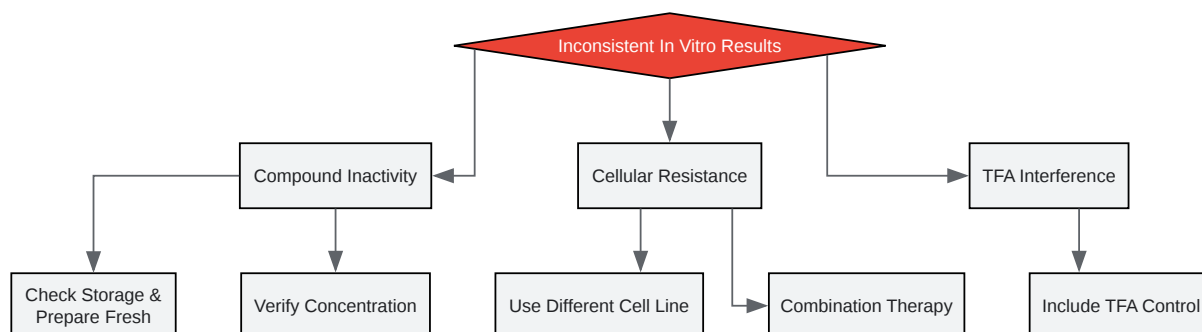 Inconsistent In Vitro Results
Compound Inactivity
Cellular Resistance
TFA Interference
Check Storage &
Prepare Fresh
Verify Concentration
Use Different Cell Line
Combination Therapy
Include TFA Control